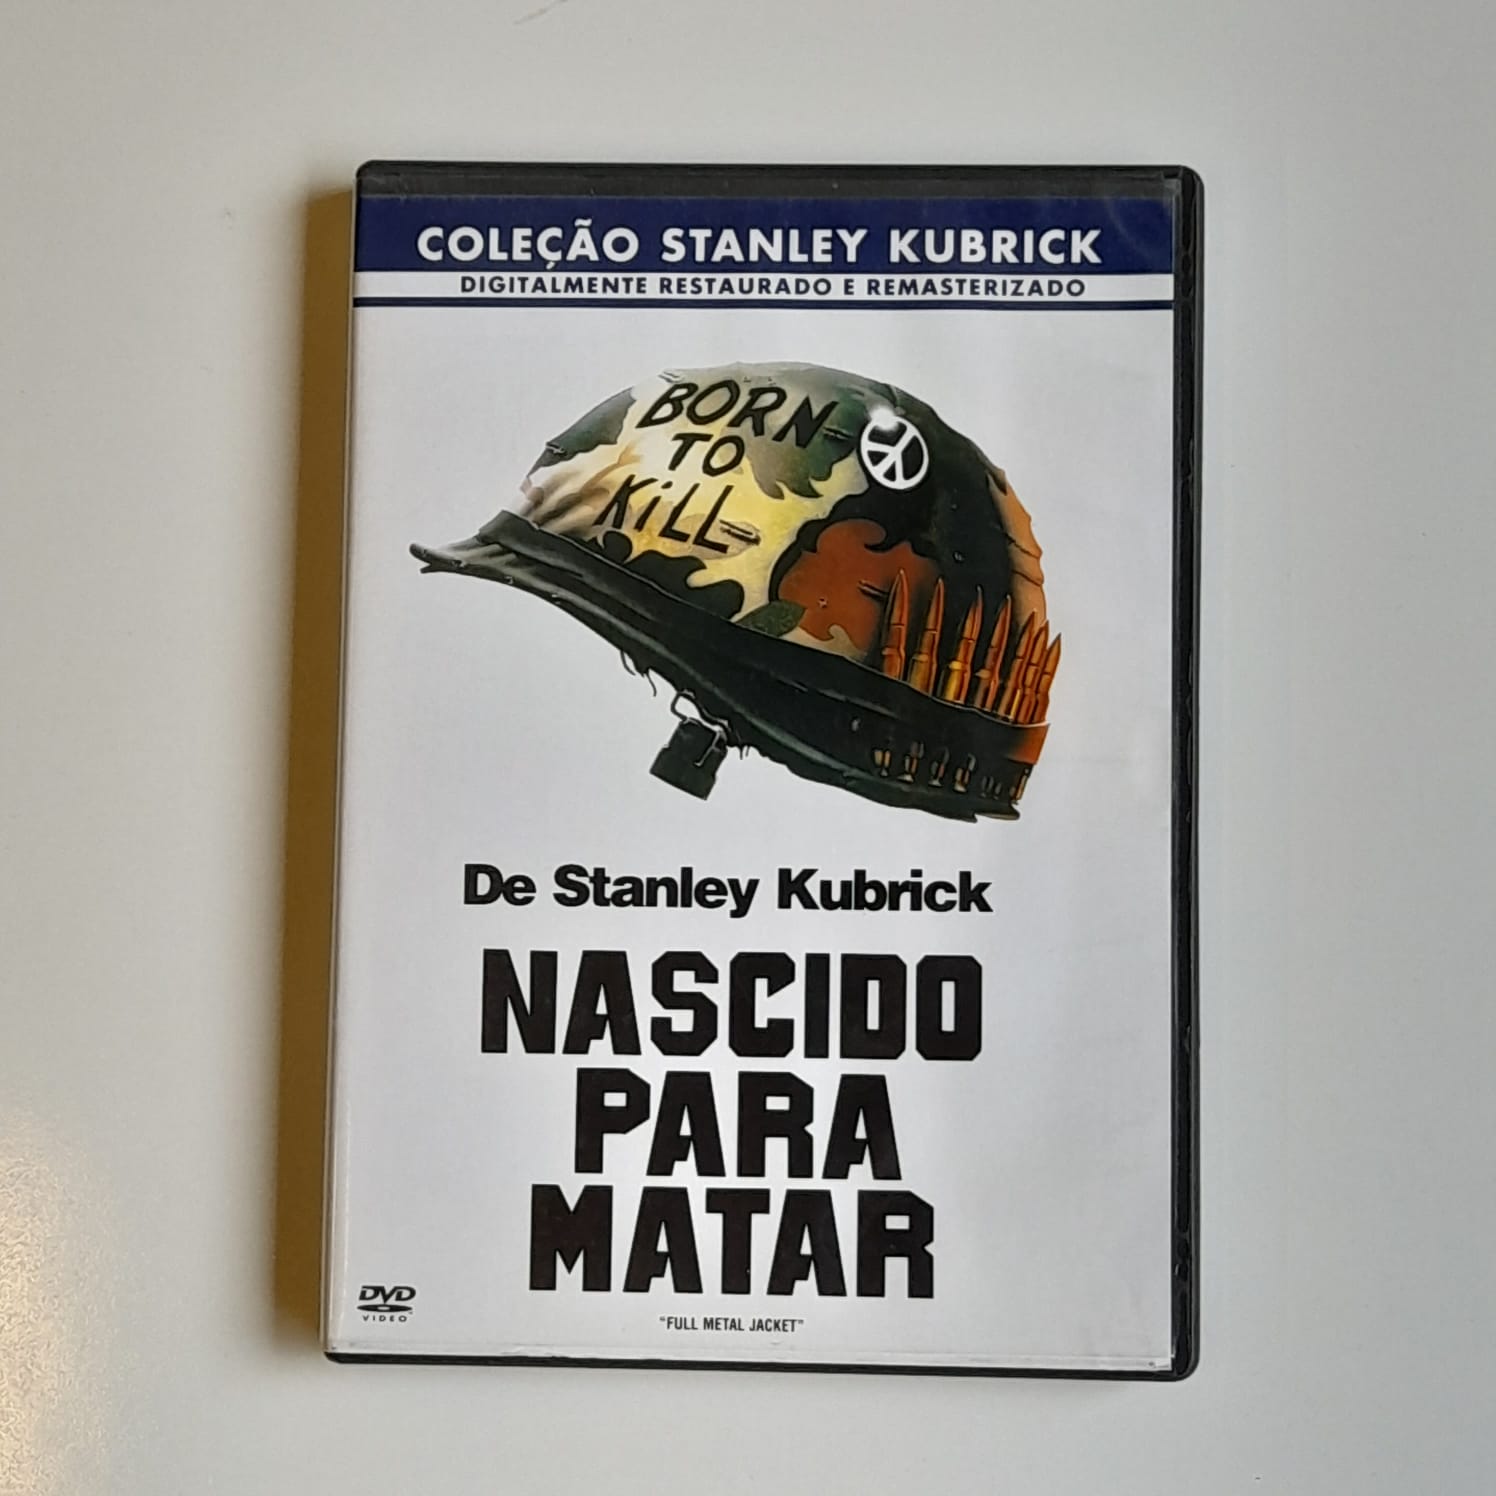 COLEÇÃO STANLEY KUBRICK
DIGITALMENTE RESTAURADO E REMASTERIZADO
BORN
TO
KiLL
De Stanley Kubrick
NASCIDO
PARA
MATAR
DVD
VIDEO
"FULL METAL JACKET"